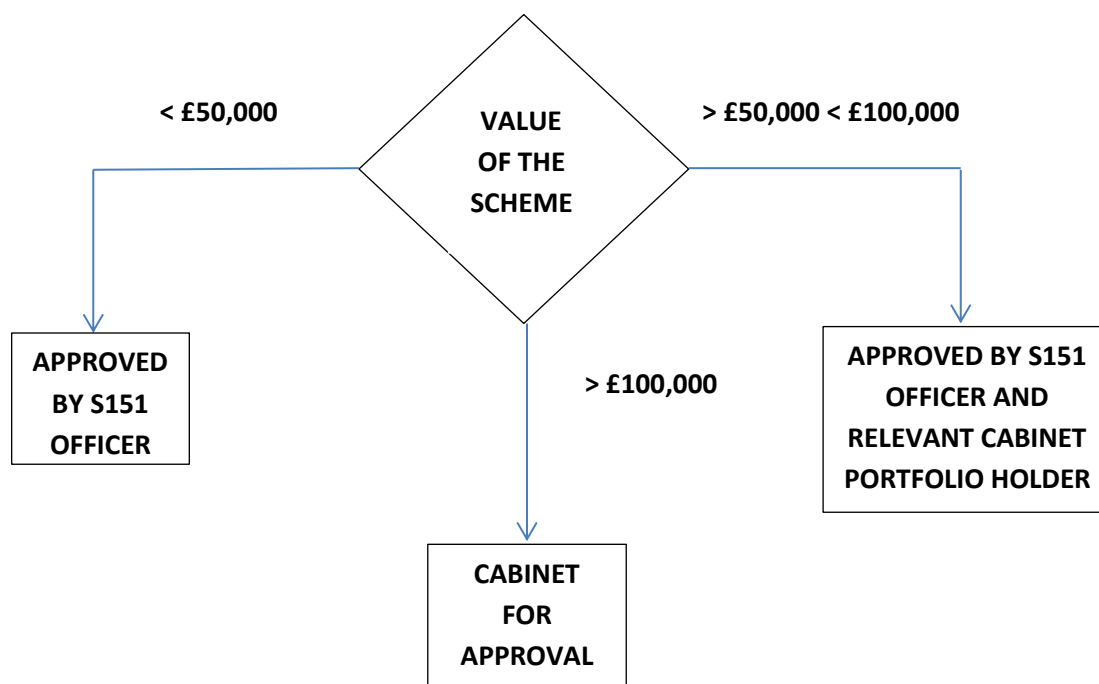 < £50,000
VALUE
OF THE
SCHEME
> £50,000 < £100,000
APPROVED
BY S151
OFFICER
> £100,000
APPROVED BY S151
OFFICER AND
RELEVANT CABINET
PORTFOLIO HOLDER
CABINET
FOR
APPROVAL